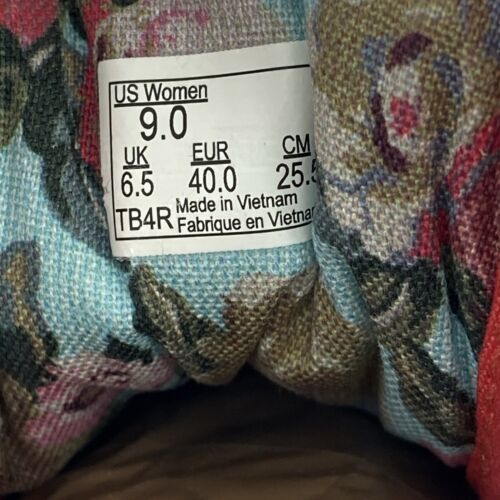 US Women
9.0
UK EUR CM
6.5 40.0 25.5
TB4R Made in Vietnam
Fabrique en Vietnam